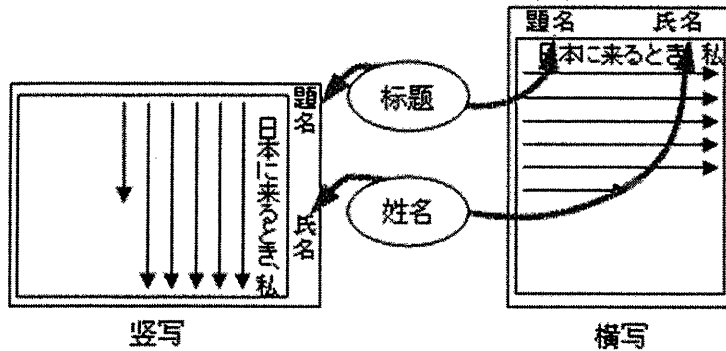 題名
氏名
日本に来るとき、私
竖写
标题
姓名
題名 氏名
日本に来るとき、私
横写